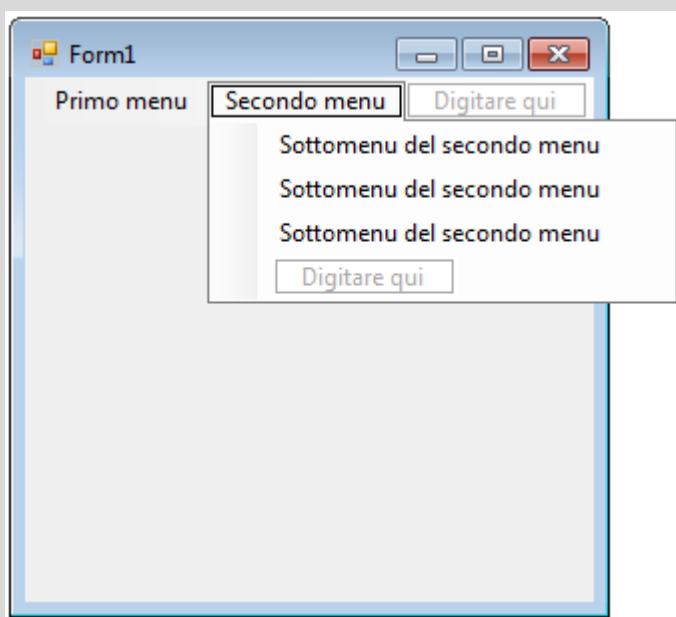 Form1
Primo menu Secondo menu Digitare qui
Sottomenu del secondo menu
Sottomenu del secondo menu
Sottomenu del secondo menu
Digitare qui